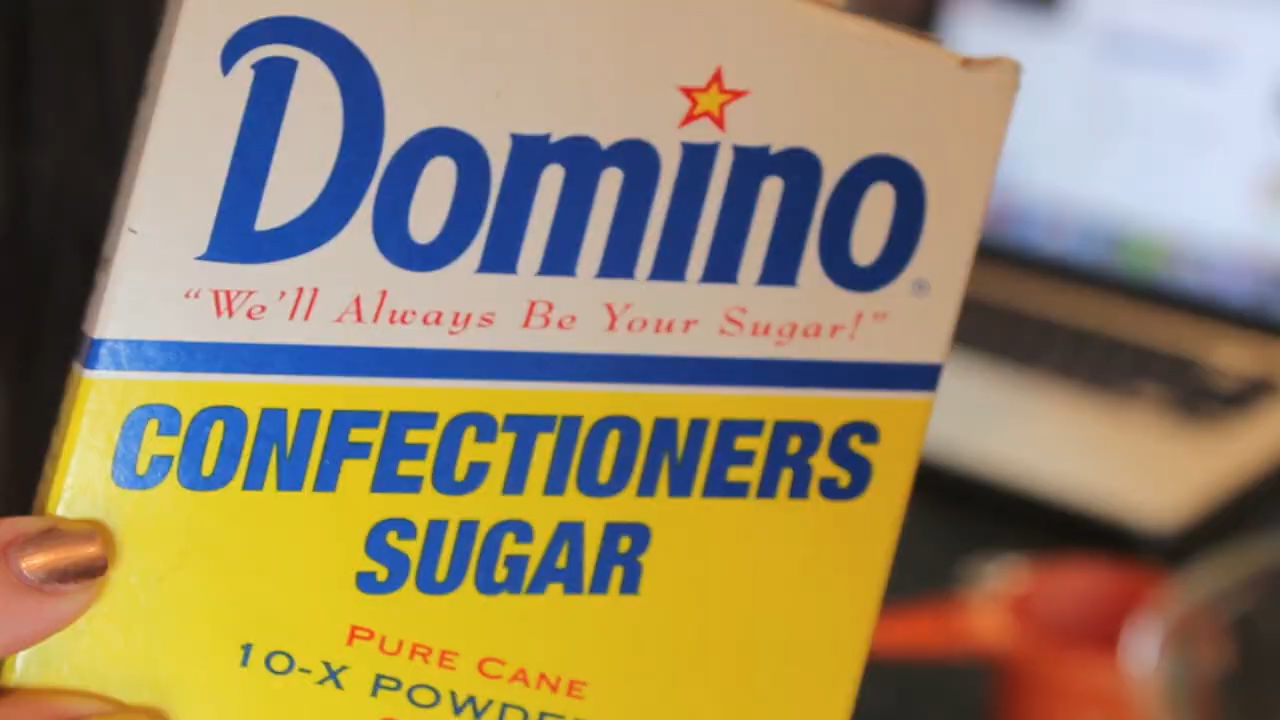 Domino®
"We'll Always Be Your Sugar!"
CONFECTIONERS
SUGAR
PURE CANE
10-X